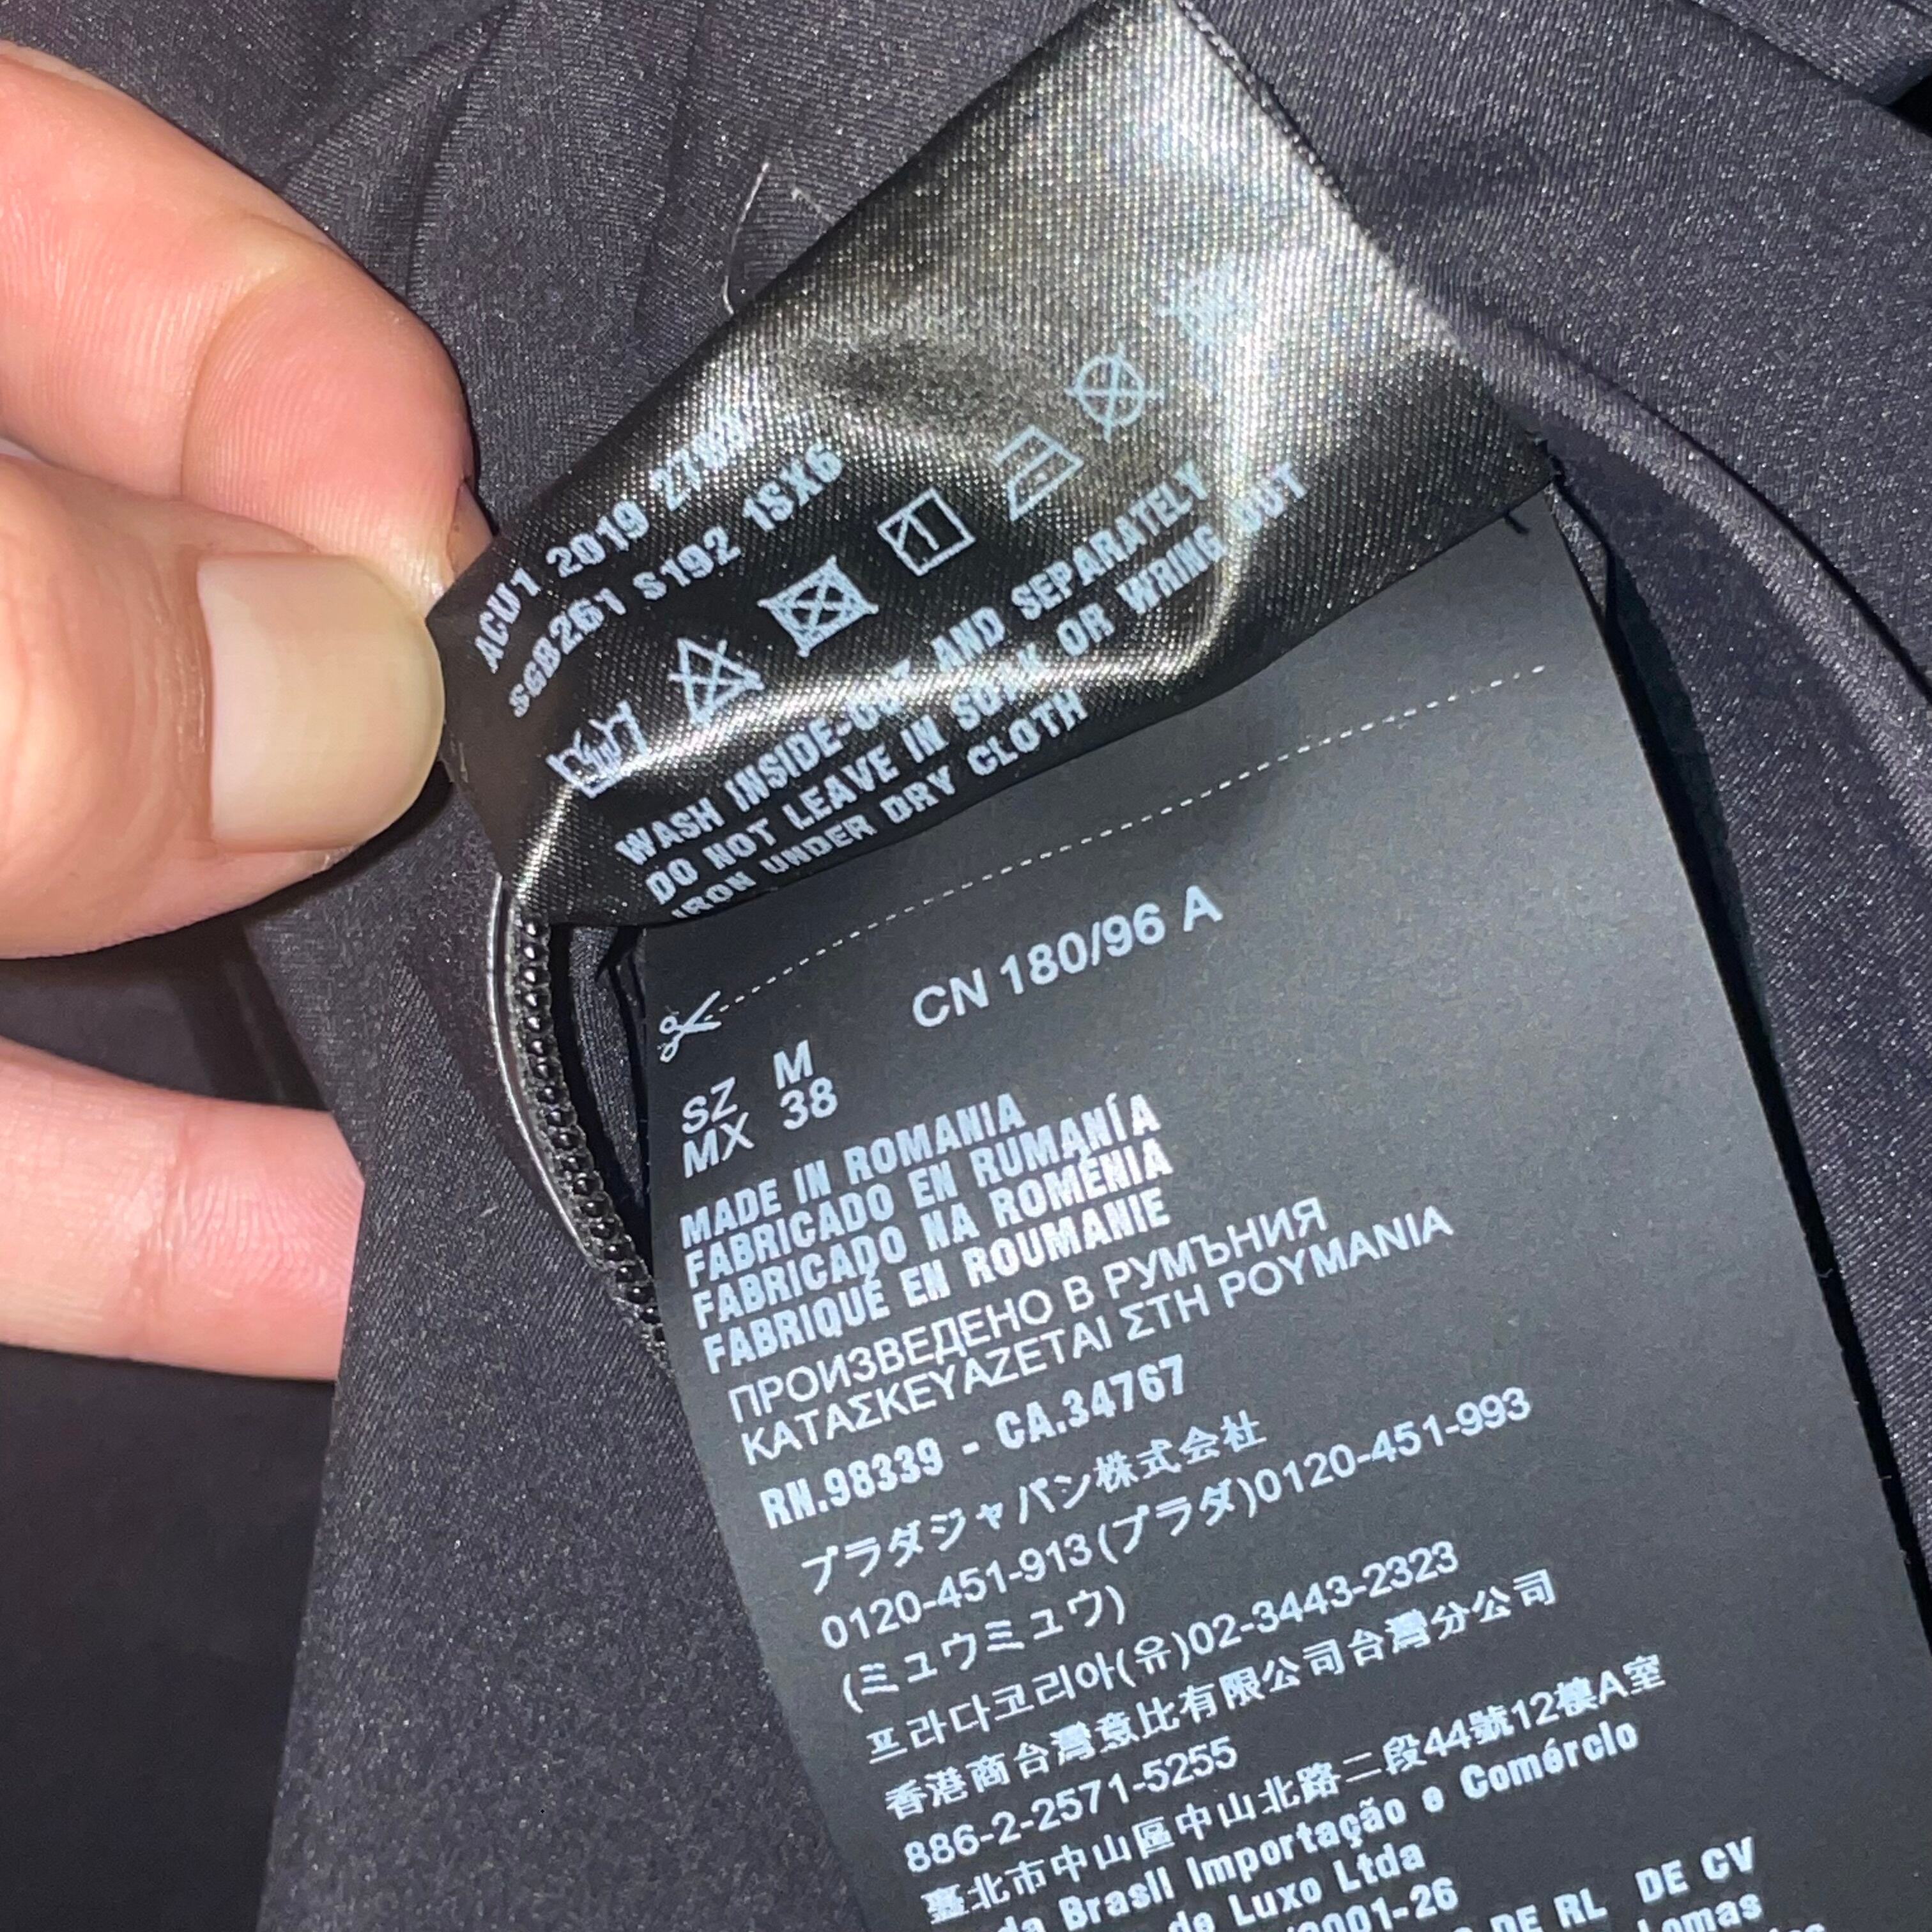 ACU1 2019
SGB261 S192 1SX6
WASH INSIDE-OUT AND SEPARATELY
DO NOT LEAVE IN SOAK OR WRING OUT
IRON UNDER DRY CLOTH
CN 180/96 A
SZ M
MX 38
MADE IN ROMANIA
FABRICADO EN RUMANÍA
FABRICADO NA ROMÉNIA
FABRIQUÉ EN ROUMANIE
ПРОИЗВЕДЕНО В РУМЪНИЯ
ΚΑΤΑΣΚΕΥΑΖΕΤΑΙ ΣΤΗ ΡΟΥΜΑΝΙΑ
RN.98339 - CA.34767
プラダジャパン株式会社
0120-451-913(プラダ)0120-451-993
(ミュウミュウ)
프라다코리아(유)02-3443-2323
香港商台灣意比有限公司台灣分公司
886-2-2571-5255
臺北市中山區中山北路二段44號12樓A室
da Brasil Importação e Comércio
de Luxo Ltda
0001-26
DE RL DE CV
Lomas